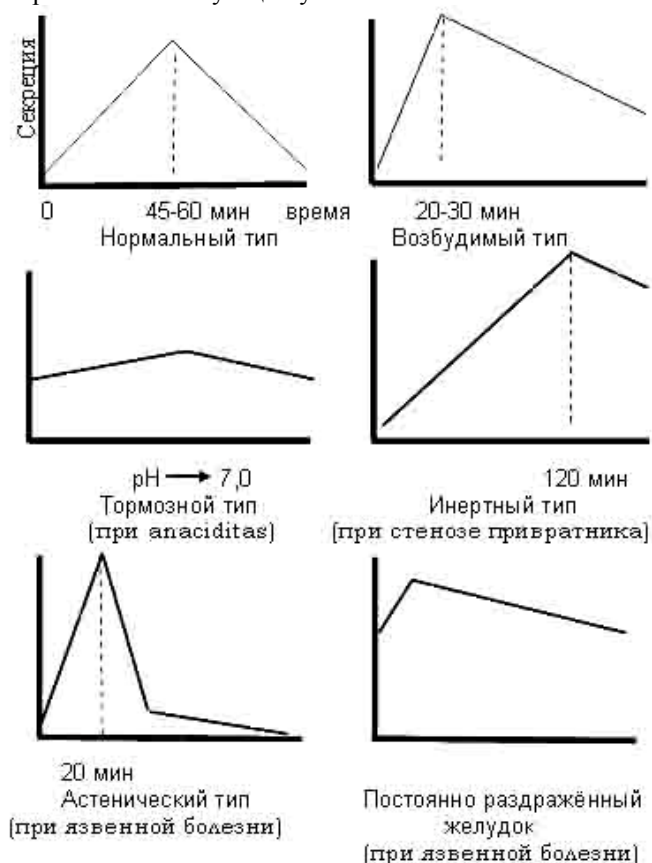 Секреция
0 45-60 мин время
Нормальный тип
20-30 мин
Возбудимый тип
pH → 7,0
Тормозной тип
(при anaciditas)
120 мин
Инертный тип
(при стенозе привратника)
20 мин
Астенический тип
(при язвенной болезни)
Постоянно раздражённый
желудок
(при язвенной болезни)